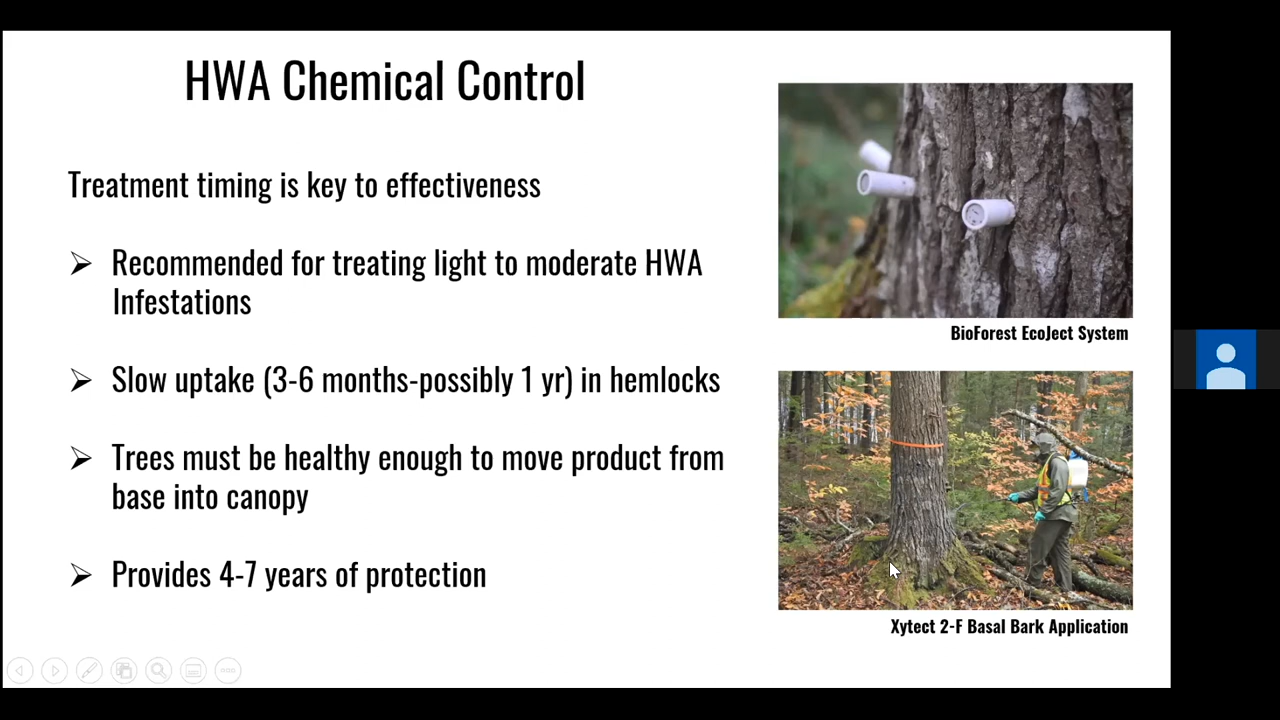 HWA Chemical Control
Treatment timing is key to effectiveness
Recommended for treating light to moderate HWA
Infestations
Slow uptake (3-6 months-possibly 1 yr) in hemlocks
Trees must be healthy enough to move product from
base into canopy
Provides 4-7 years of protection
BioForest EcoJect System
Xytect 2-F Basal Bark Application